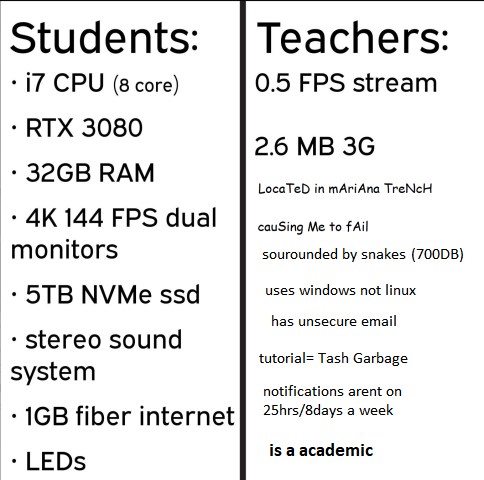 Students:
· i7 CPU (8 core)
· RTX 3080
· 32GB RAM
· 4K 144 FPS dual
monitors
· 5TB NVMe ssd
· stereo sound
system
· 1GB fiber internet
· LEDs
Teachers:
0.5 FPS stream
2.6 MB 3G
LocaTeD in mAriAna TreNcH
cauSing Me to fAil
sourounded by snakes (700DB)
uses windows not linux
has unsecure email
tutorial= Tash Garbage
notifications arent on
25hrs/8days a week
is a academic